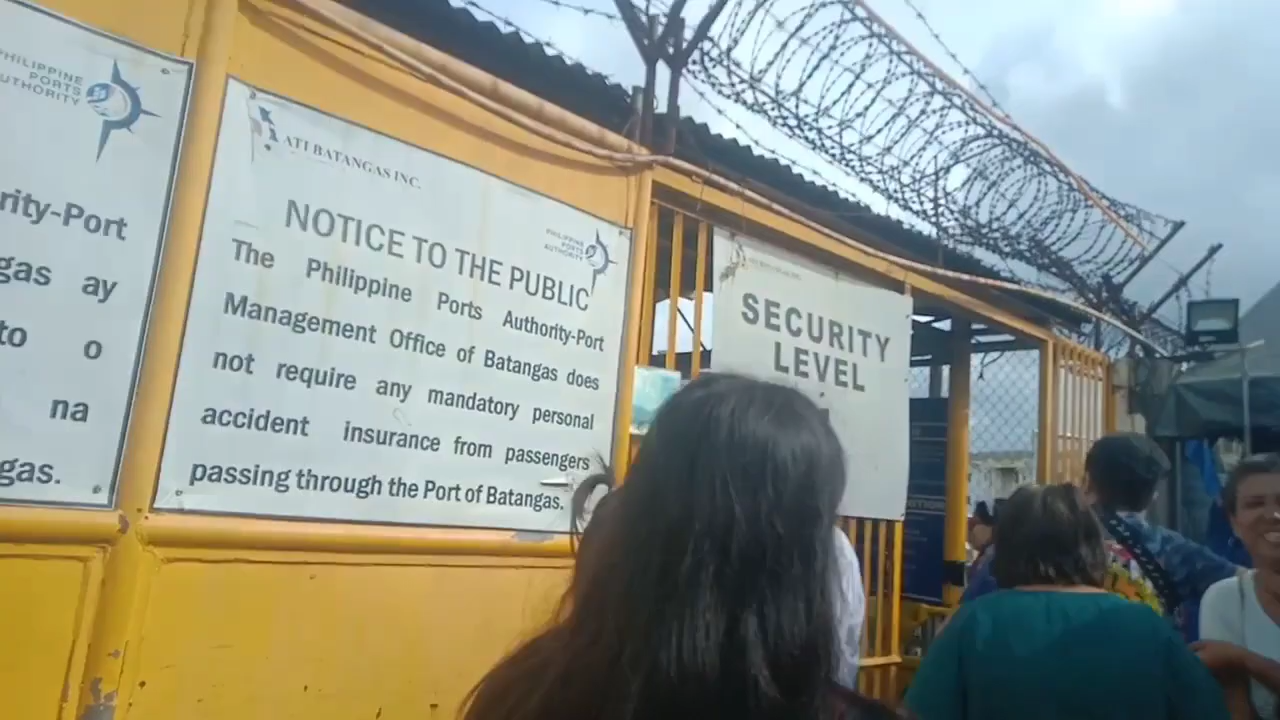 PHILIPPINE
PORTS
AUTHORITY
rity-Port
gas ay
to o
na
gas.
ATI BATANGAS INC.
NOTICE TO THE PUBLIC
PHILIPPINE
PORTS
AUTHORITY
The Philippine Ports Authority-Port
Management Office of Batangas does
not require any mandatory personal
accident insurance from passengers
passing through the Port of Batangas.
SECURITY
LEVEL